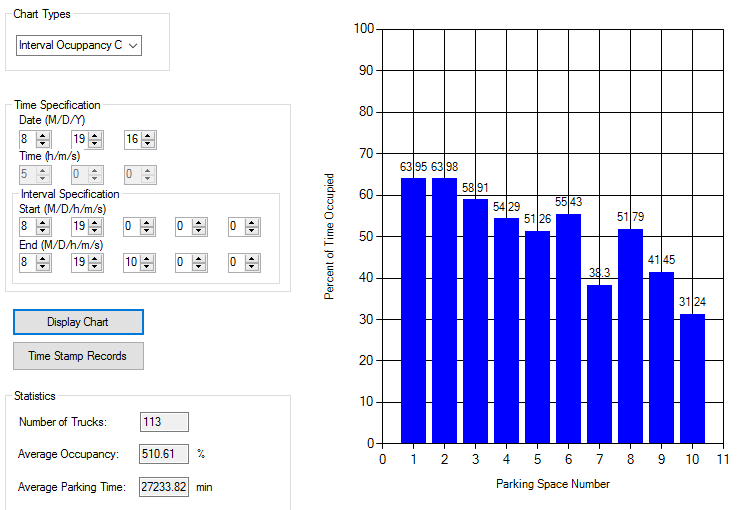 Chart Types
Interval Ocuppancy C
Time Specification
Date (M/D/Y)
8 19 16
Time (h/m/s)
5 0 0
Interval Specification
Start (M/D/h/m/s)
8 19 0 0 0
End (M/D/h/m/s)
8 19 10 0 0
Display Chart
Time Stamp Records
Statistics
Number of Trucks: 113
Average Occupancy: 510.61 %
Average Parking Time: 27233.82 min
Percent of Time Occupied
100
90
80
70
60
50
40
30
20
10
0
63.95 63.98 58.91 54.29 51.26 55.43 38.3 51.79 41.45 31.24
0 1 2 3 4 5 6 7 8 9 10 11
Parking Space Number